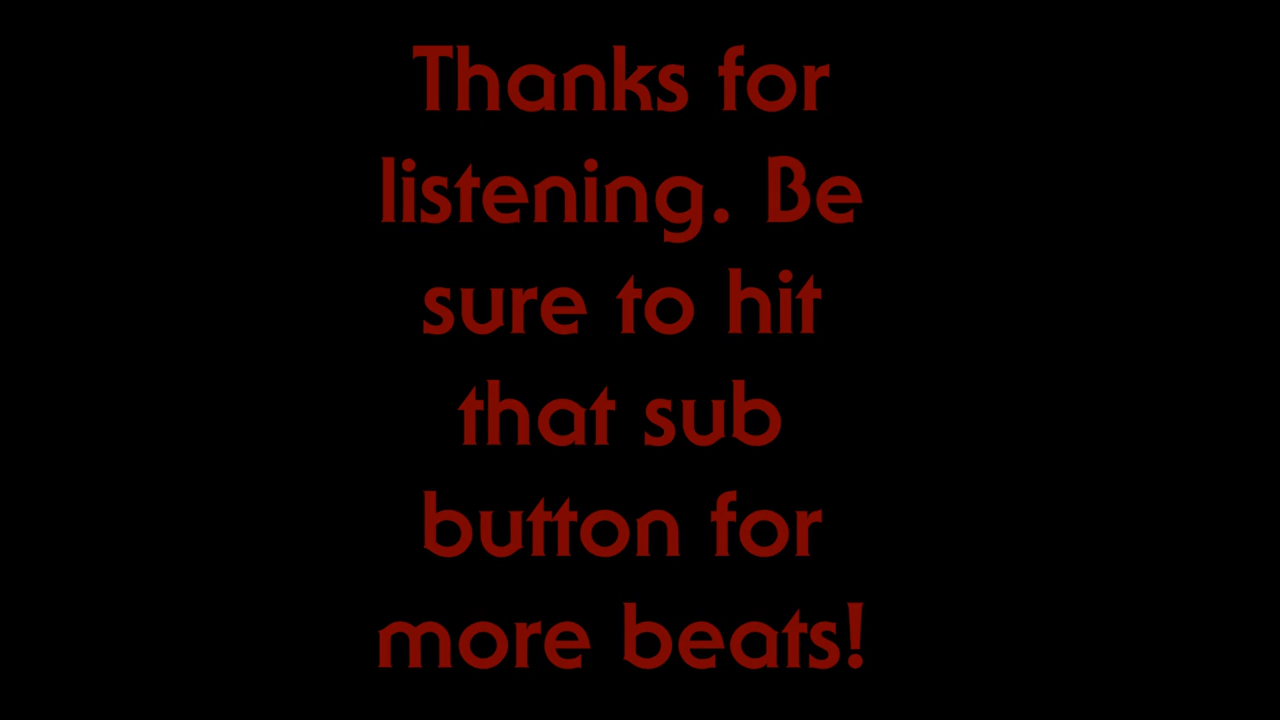 Thanks for
listening. Be
sure to hit
that sub
button for
more beats!